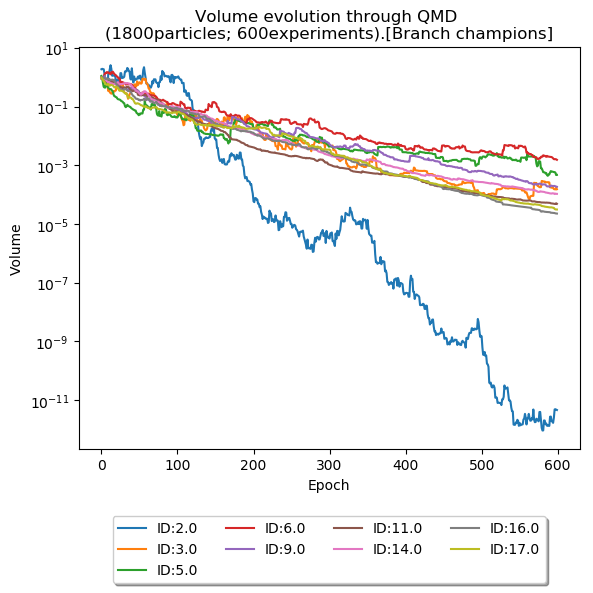 Volume evolution through QMD
(1800particles; 600experiments).[Branch champions]
10^1
10^-1
10^-3
10^-5
10^-7
10^-9
10^-11
Volume
0 100 200 300 400 500 600
Epoch
ID:2.0 ID:6.0 ID:11.0 ID:16.0
ID:3.0 ID:9.0 ID:14.0 ID:17.0
ID:5.0